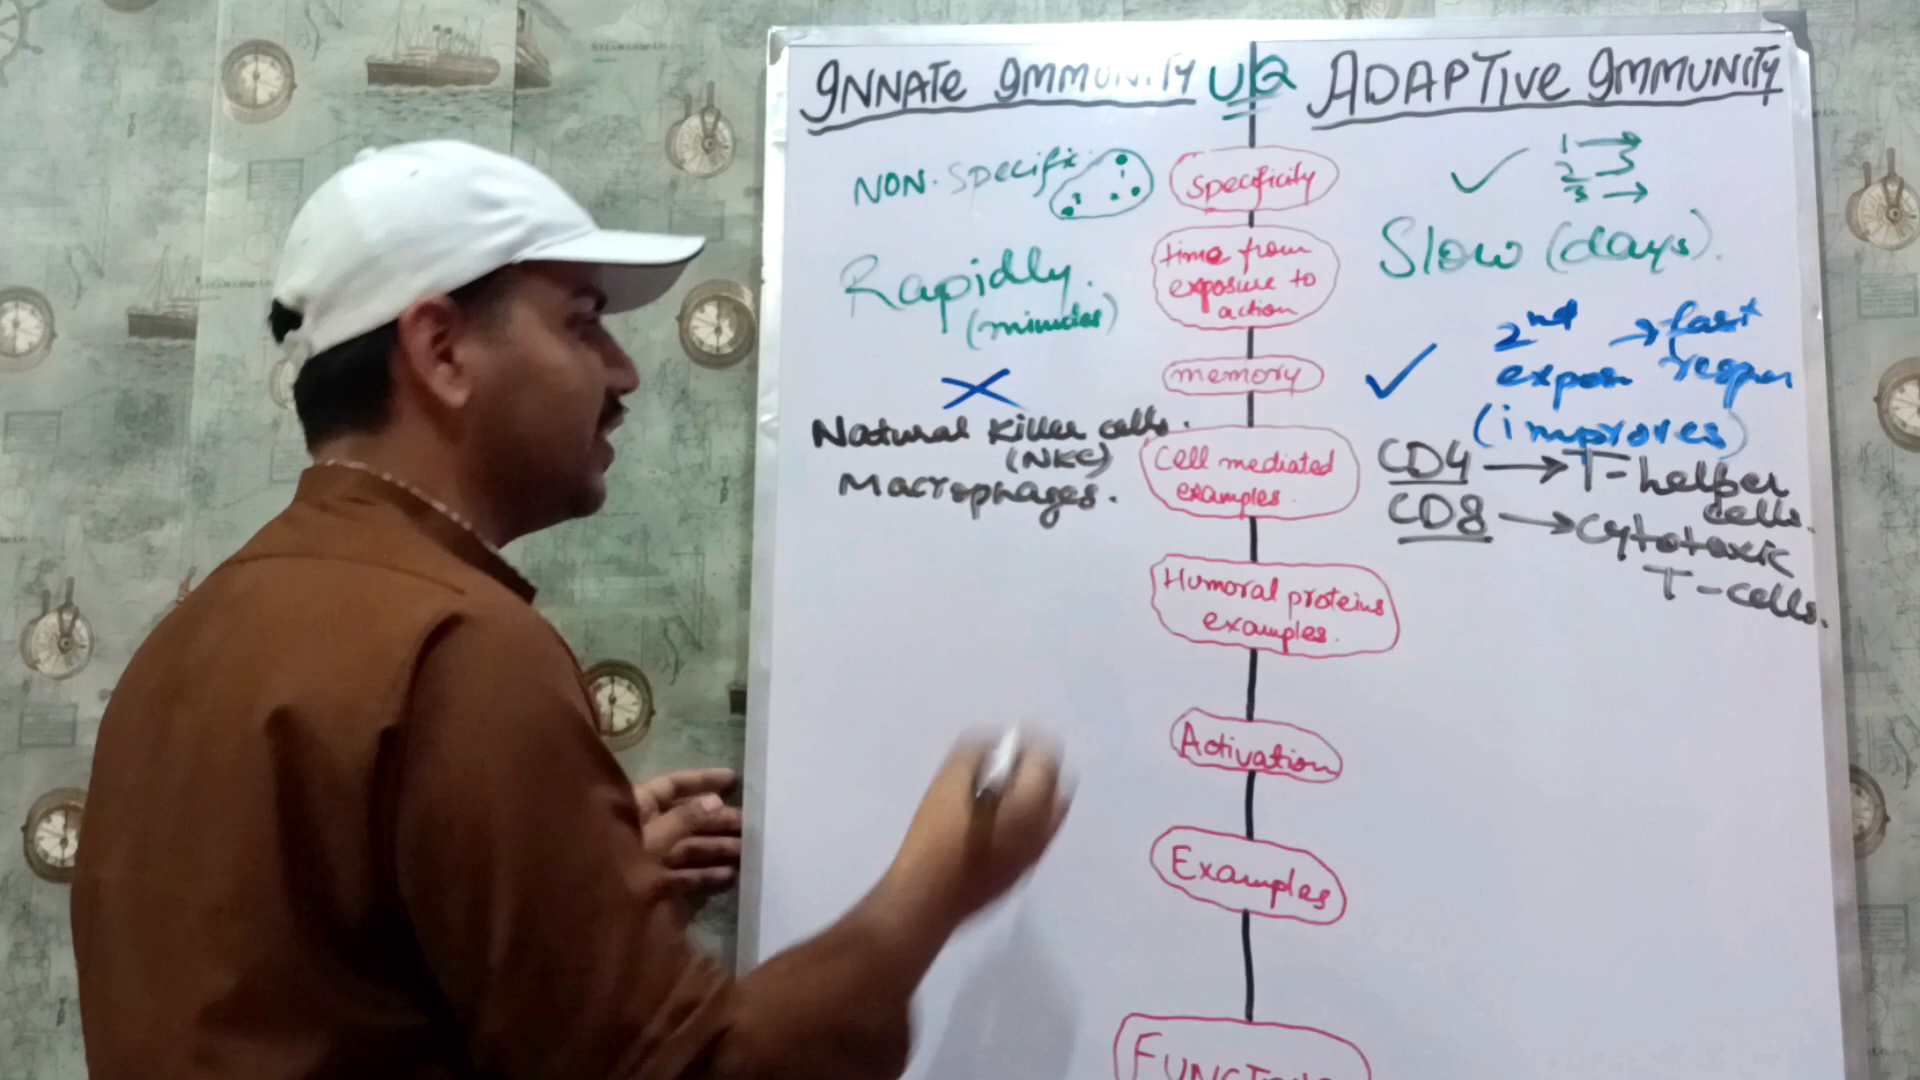 INNATE IMMUNITY
U/Q
ADAPTIVE IMMUNITY
NON-Specific
Specificity
1
2
3
Rapidly.
(minutes)
time from
exposure to
action
Slow (days).
memory
2nd → fast
expos respon
(improves)
Natural Killer cells.
(NKC)
Macrophages.
Cell mediated
examples.
CD4 → T-helper
cells.
CD8 → Cytotoxic
T-cells.
Humoral proteins
examples.
Activation
Examples